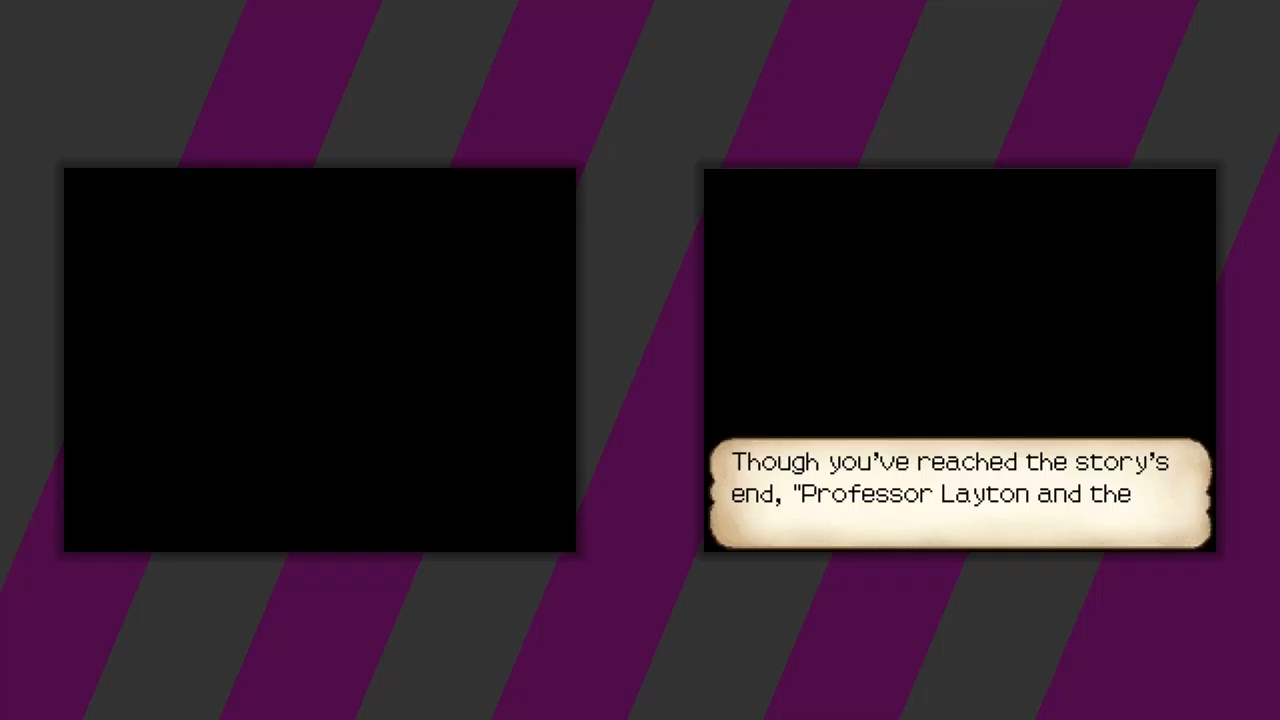 Though you've reached the story's
end, "Professor Layton and the